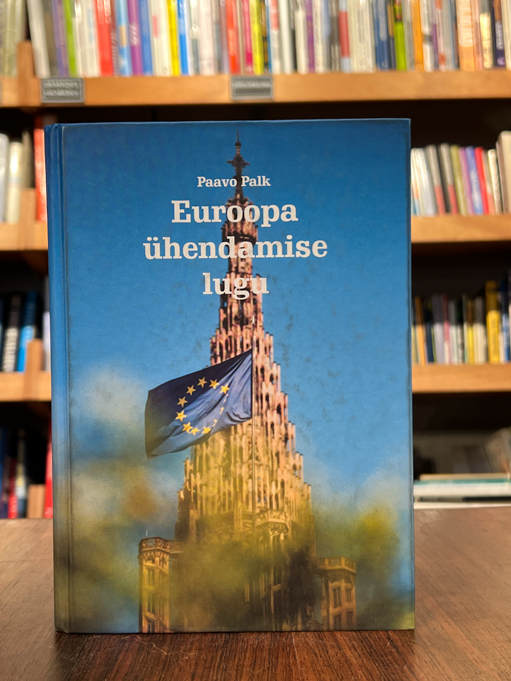 Paavo Palk
Euroopa
ühendamise
lugu